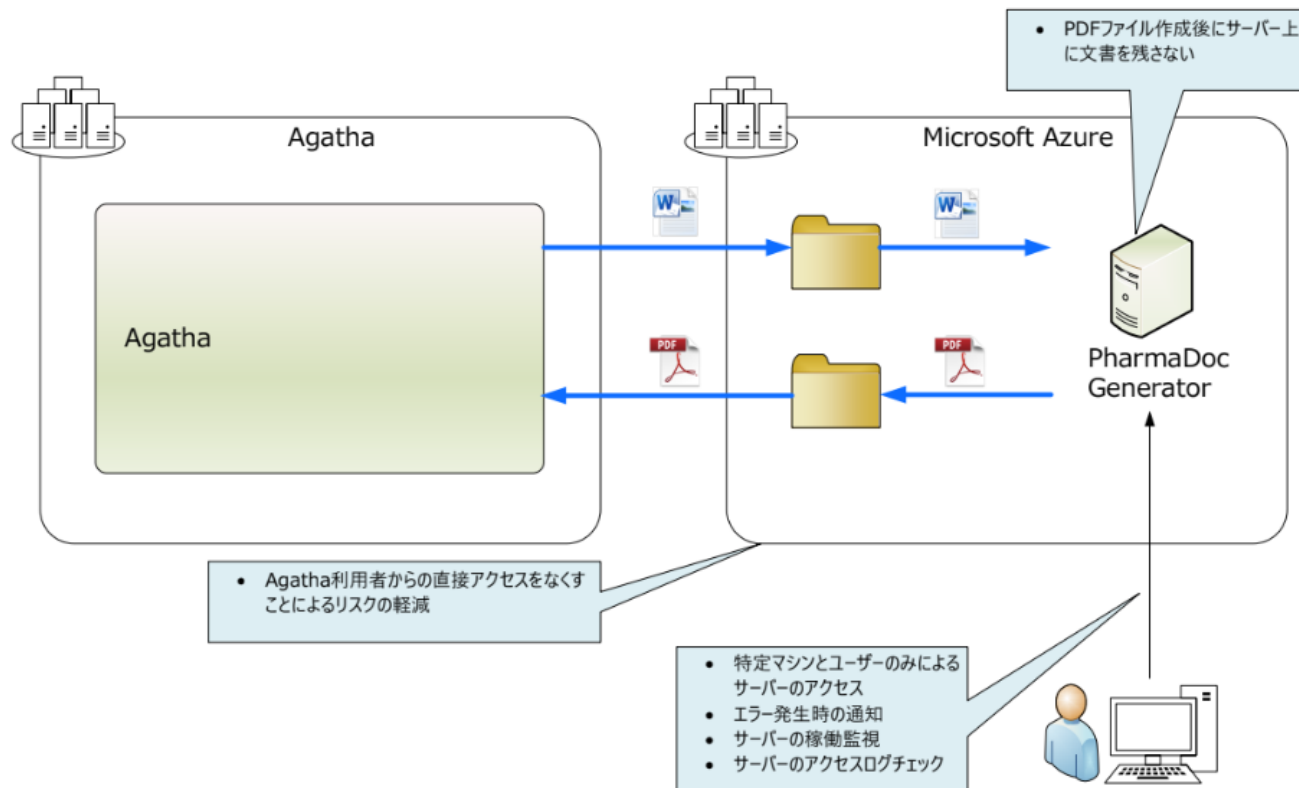 • PDFファイル作成後にサーバー上
に文書を残さない
Agatha
Microsoft Azure
W
W
Agatha
PDF
PDF
PharmaDoc
Generator
• Agatha利用者からの直接アクセスをなくす
ことによるリスクの軽減
• 特定マシンとユーザーのみによる
サーバーのアクセス
• エラー発生時の通知
• サーバーの稼働監視
• サーバーのアクセスログチェック